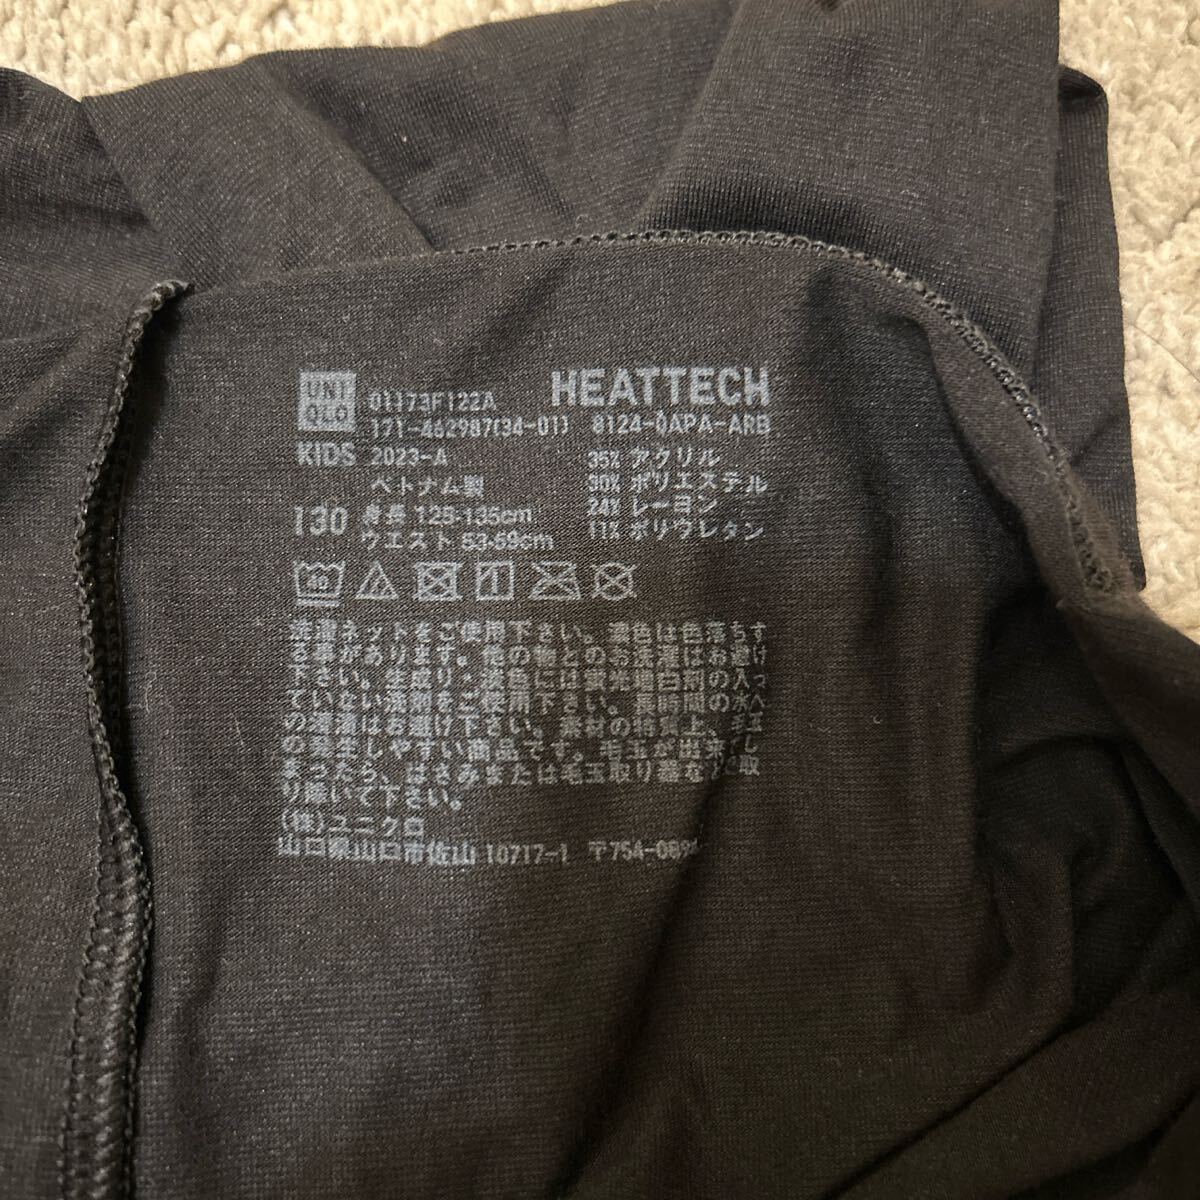 UNI
QLO
01173F122A
HEATTECH
171-462987(34-01)
8124-QAPA-ARB
KIDS
2023-A
ベトナム製
35% アクリル
30% ポリエステル
24% レーヨン
11% ポリウレタン
130
身長 125-135cm
ウエスト 53-59cm
40
洗濯ネットをご使用下さい。濃色は色落ちす
る事があります。他の物とのお洗濯はお避け
下さい。生成り・淡色には蛍光増白剤の入っ
ていない洗剤をご使用下さい。長時間の水へ
の浸漬はお避け下さい。素材の特質上、毛玉
の発生しやすい商品です。毛玉が出来てし
まったら、はさみまたは毛玉取り器などで取
り除いて下さい。
(株)ユニクロ
山口県山口市佐山 10717-1 〒754-0894